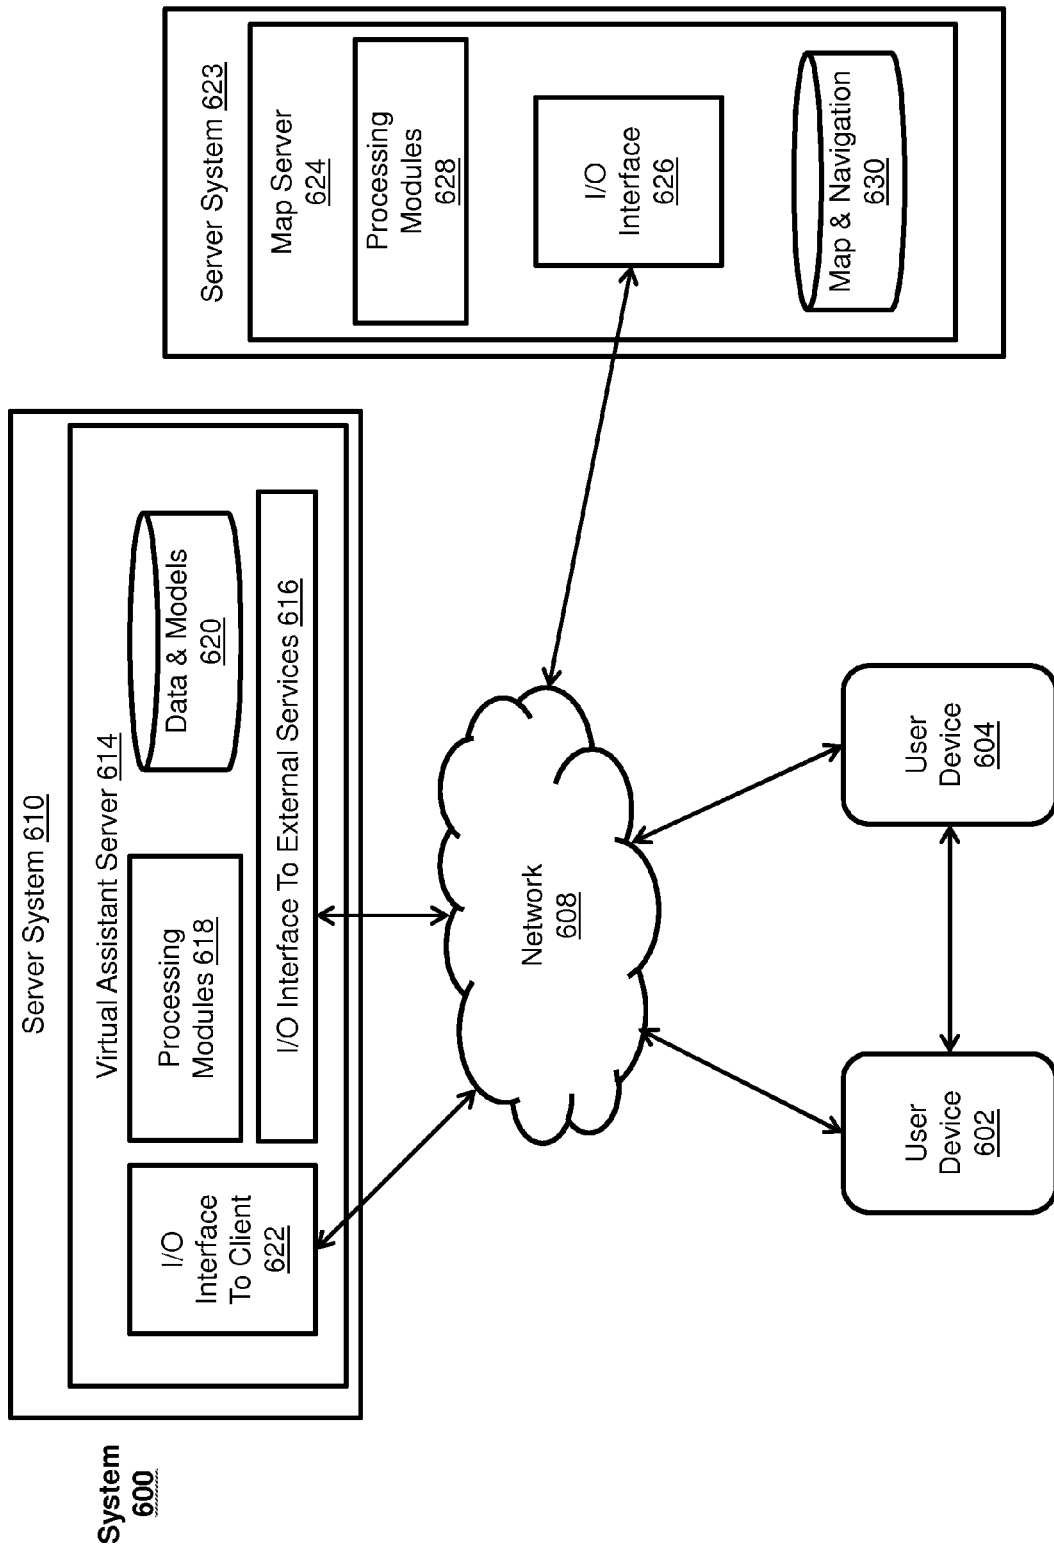 System
600
Server System 610
Virtual Assistant Server 614
I/O
Interface
To Client
622
Processing
Modules 618
Data & Models
620
I/O Interface To External Services 616
Network
608
User
Device
602
User
Device
604
Server System 623
Map Server
624
Processing
Modules
628
I/O
Interface
626
Map & Navigation
630